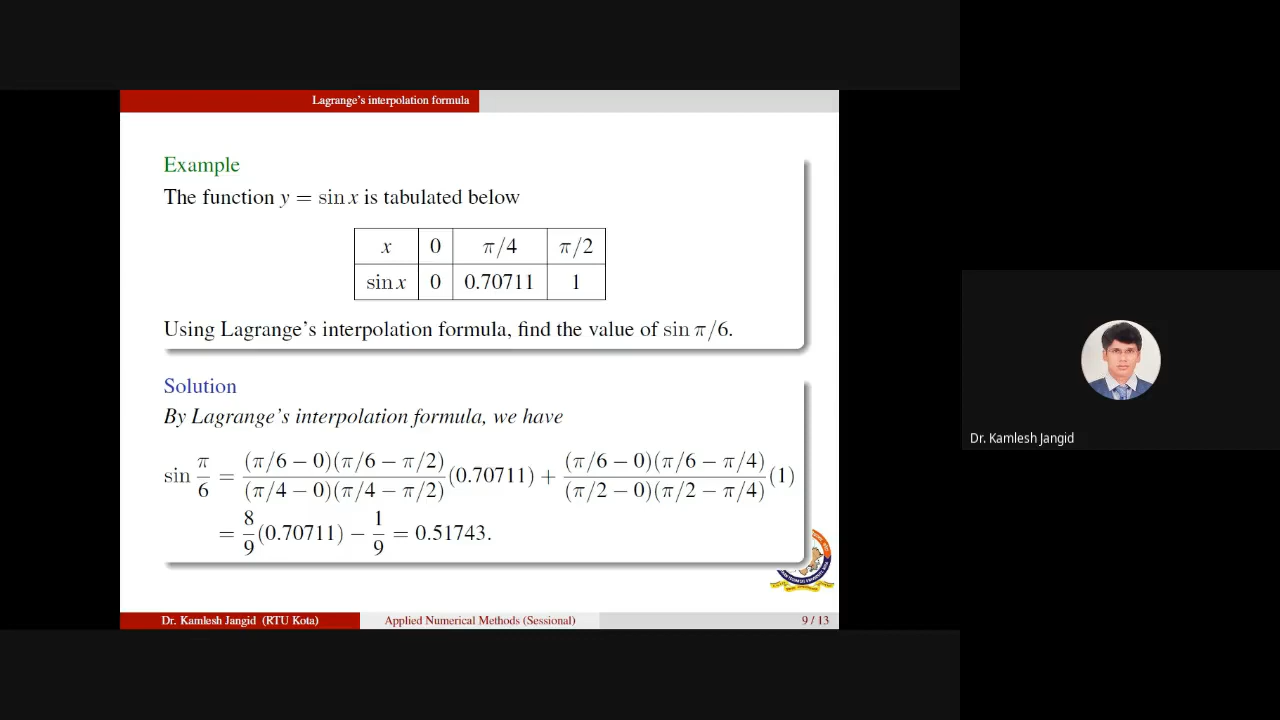 Lagrange's interpolation formula
Example
The function y = sin x is tabulated below
x 0 π/4 π/2
sin x 0 0.70711 1
Using Lagrange's interpolation formula, find the value of sin π/6.
Solution
By Lagrange's interpolation formula, we have
sin π/6 = (π/6 − 0)(π/6 − π/2)/(π/4 − 0)(π/4 − π/2) (0.70711) + (π/6 − 0)(π/6 − π/4)/(π/2 − 0)(π/2 − π/4) (1)
= 8/9 (0.70711) − 1/9 = 0.51743.
Dr. Kamlesh Jangid (RTU Kota) Applied Numerical Methods (Sessional) 9 / 13
Dr. Kamlesh Jangid